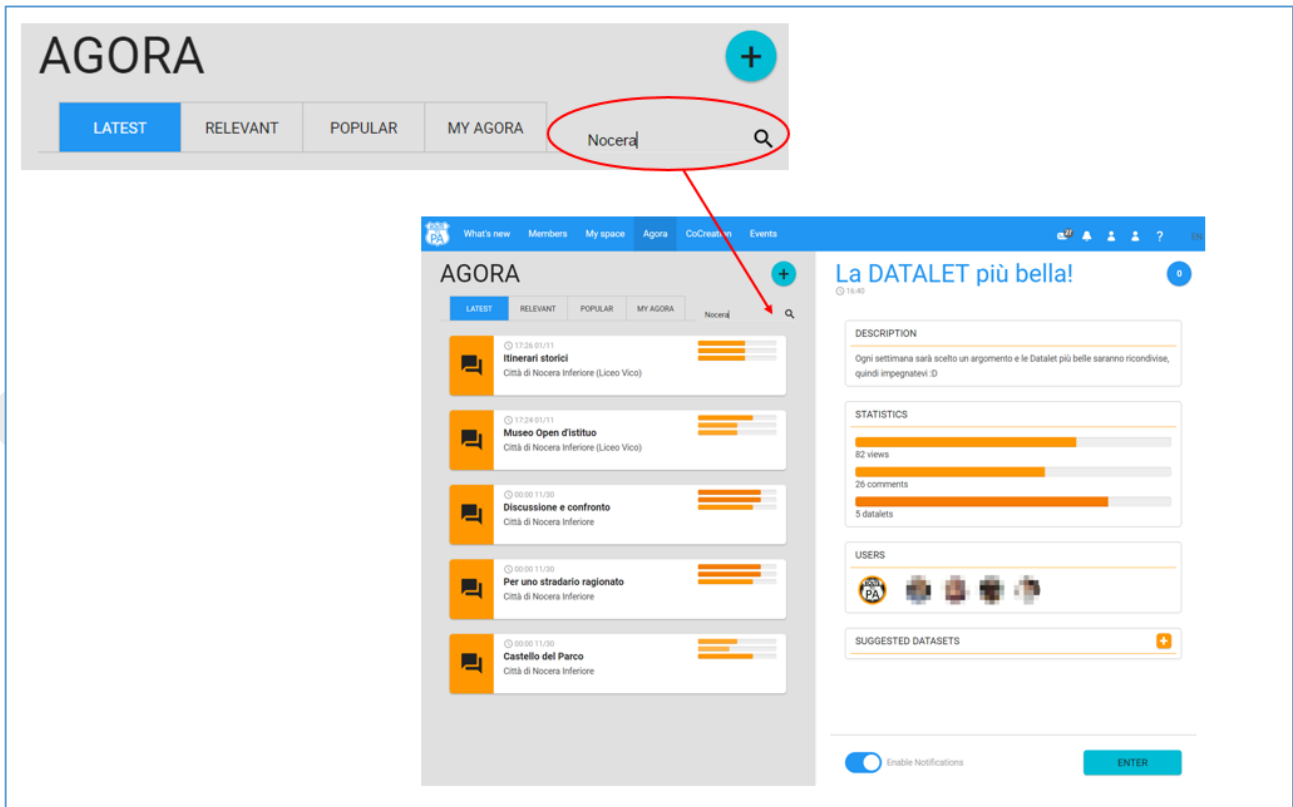 AGORA
+
LATEST RELEVANT POPULAR MY AGORA Nocera
PA What's new Members My space Agora CoCreation Events ? EN
AGORA
+
LATEST RELEVANT POPULAR MY AGORA Nocera
17:26 01/11
Itinerari storici
Città di Nocera Inferiore (Liceo Vico)
17:24 01/11
Museo Open d'istituo
Città di Nocera Inferiore (Liceo Vico)
00:00 11/30
Discussione e confronto
Città di Nocera Inferiore
00:00 11/30
Per uno stradario ragionato
Città di Nocera Inferiore
00:00 11/30
Castello del Parco
Città di Nocera Inferiore
La DATALET più bella!
0
16:40
DESCRIPTION
Ogni settimana sarà scelto un argomento e le Datalet più belle saranno ricondivise,
quindi impegnatevi :D
STATISTICS
82 views
26 comments
5 datalets
USERS
PA
SUGGESTED DATASETS +
Enable Notifications ENTER